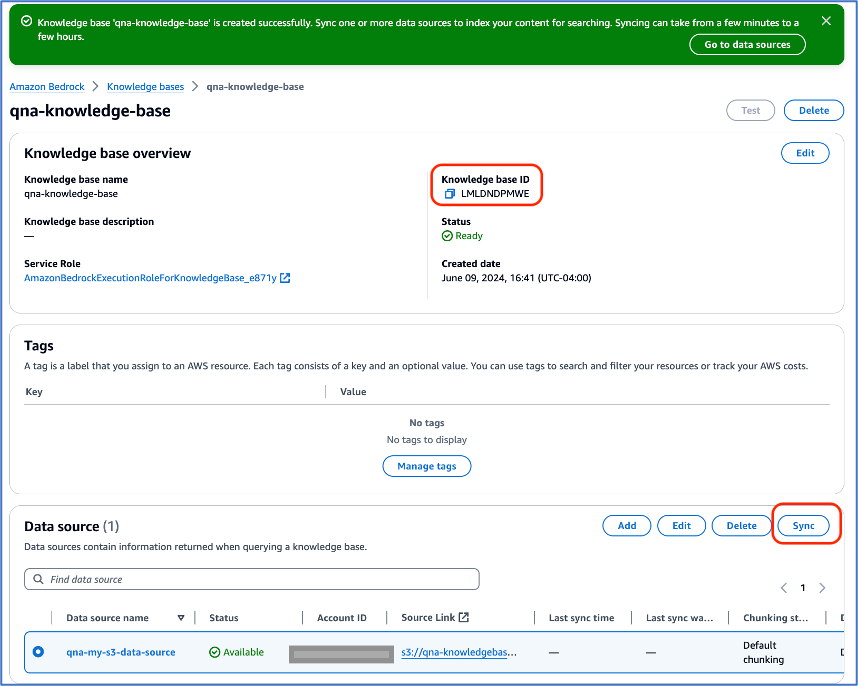 Knowledge base 'qna-knowledge-base' is created successfully. Sync one or more data sources to index your content for searching. Syncing can take from a few minutes to a
few hours.
Go to data sources
Amazon Bedrock > Knowledge bases > qna-knowledge-base
qna-knowledge-base
Test Delete
Knowledge base overview
Edit
Knowledge base name
qna-knowledge-base
Knowledge base description
—
Service Role
AmazonBedrockExecutionRoleForKnowledgeBase_e871y
Knowledge base ID
LMLDNDPMWE
Status
Ready
Created date
June 09, 2024, 16:41 (UTC-04:00)
Tags
A tag is a label that you assign to an AWS resource. Each tag consists of a key and an optional value. You can use tags to search and filter your resources or track your AWS costs.
Key Value
No tags
No tags to display
Manage tags
Data source (1)
Add Edit Delete Sync
Data sources contain information returned when querying a knowledge base.
Find data source
1
Data source name Status Account ID Source Link Last sync time Last sync wa... Chunking st...
qna-my-s3-data-source Available s3://qna-knowledgebas... — — Default
chunking